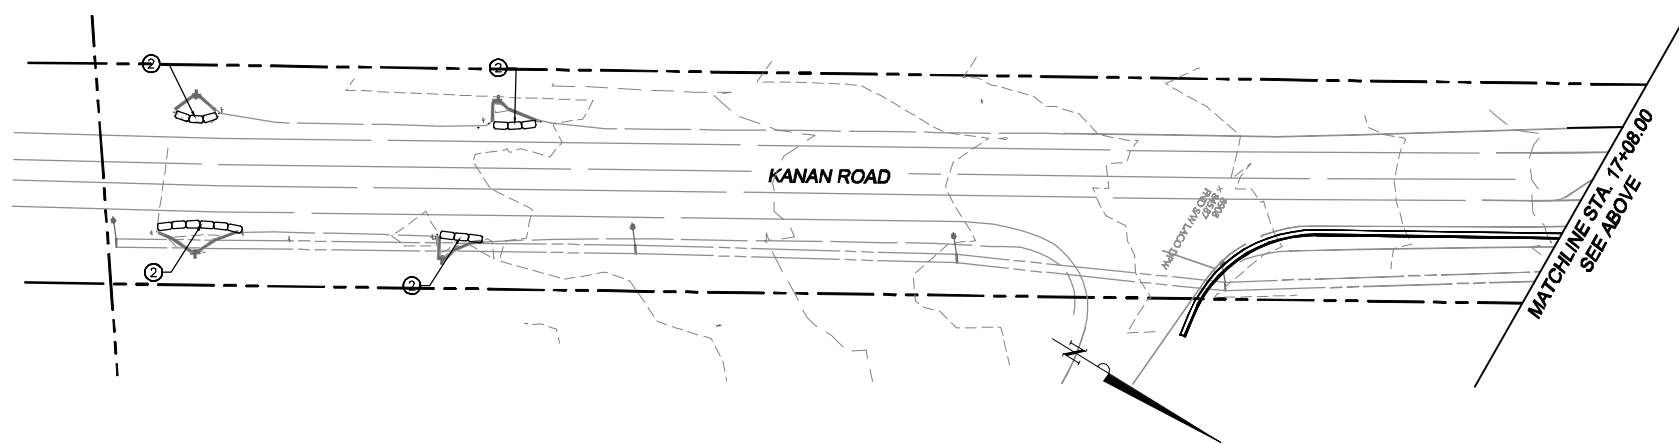 ②
②
KANAN ROAD
MATCHLINE STA. 17+08.00
SEE ABOVE
②
②
N